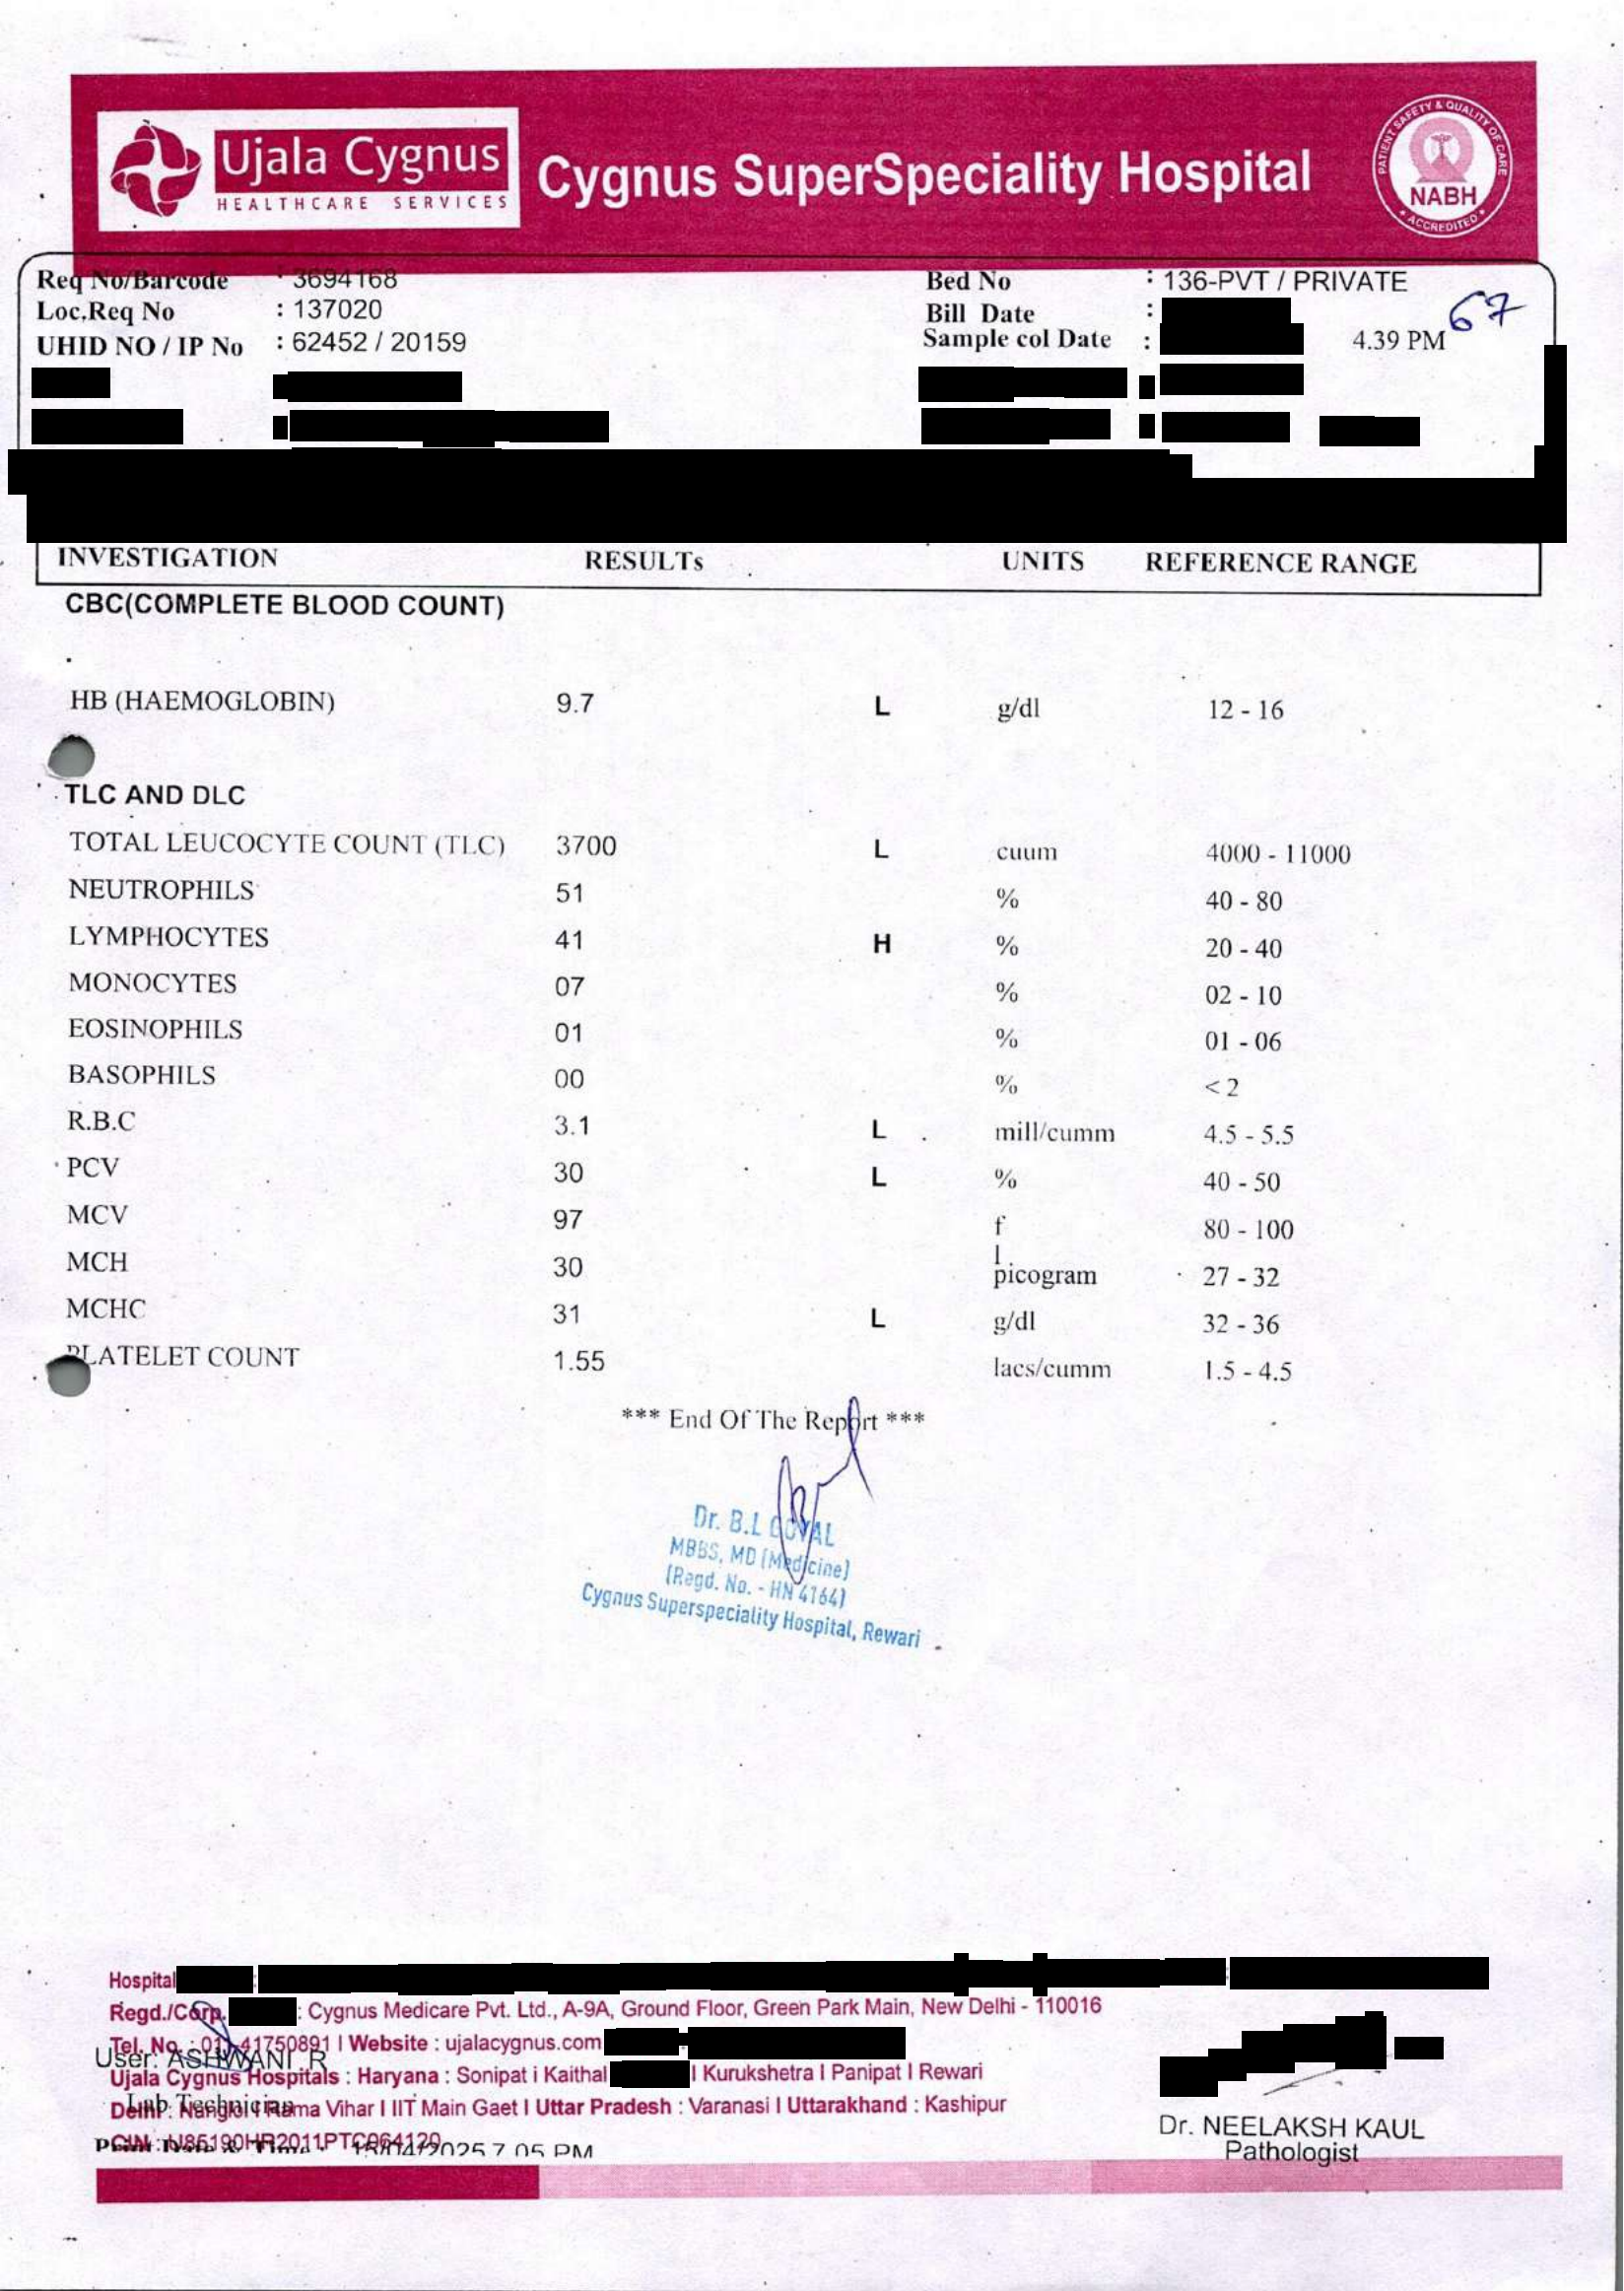 Ujala Cygnus
HEALTHCARE SERVICES
Cygnus SuperSpeciality Hospital
PATIENT SAFETY & QUALITY OF CARE
NABH
ACCREDITED
Req No/Barcode : 3694168 Bed No : 136-PVT / PRIVATE
Loc.Req No : 137020 Bill Date : 67
UHID NO / IP No : 62452 / 20159 Sample col Date : 4.39 PM
INVESTIGATION RESULTs UNITS REFERENCE RANGE
CBC(COMPLETE BLOOD COUNT)
HB (HAEMOGLOBIN) 9.7 L g/dl 12 - 16
TLC AND DLC
TOTAL LEUCOCYTE COUNT (TLC) 3700 L cuum 4000 - 11000
NEUTROPHILS 51 % 40 - 80
LYMPHOCYTES 41 H % 20 - 40
MONOCYTES 07 % 02 - 10
EOSINOPHILS 01 % 01 - 06
BASOPHILS 00 % < 2
R.B.C 3.1 L mill/cumm 4.5 - 5.5
PCV 30 L % 40 - 50
MCV 97 f 80 - 100
l
MCH 30 picogram 27 - 32
MCHC 31 L g/dl 32 - 36
PLATELET COUNT 1.55 lacs/cumm 1.5 - 4.5
*** End Of The Report ***
Dr. B.L GOYAL
MBBS, MD (Medicine)
(Regd. No. - HN 4164)
Cygnus Superspeciality Hospital, Rewari
Hospital
Regd./Corp. : Cygnus Medicare Pvt. Ltd., A-9A, Ground Floor, Green Park Main, New Delhi - 110016
Tel. No. : 011-41750891 I Website : ujalacygnus.com
User: ASHWANI R
Ujala Cygnus Hospitals : Haryana : Sonipat i Kaithal I Kurukshetra I Panipat I Rewari
Lab Technician
Delhi : Nangloi I Rama Vihar I IIT Main Gaet I Uttar Pradesh : Varanasi I Uttarakhand : Kashipur
CIN : U85190HR2011PTC064120
Print Date & Time : 15/04/2025 7.05 PM
Dr. NEELAKSH KAUL
Pathologist